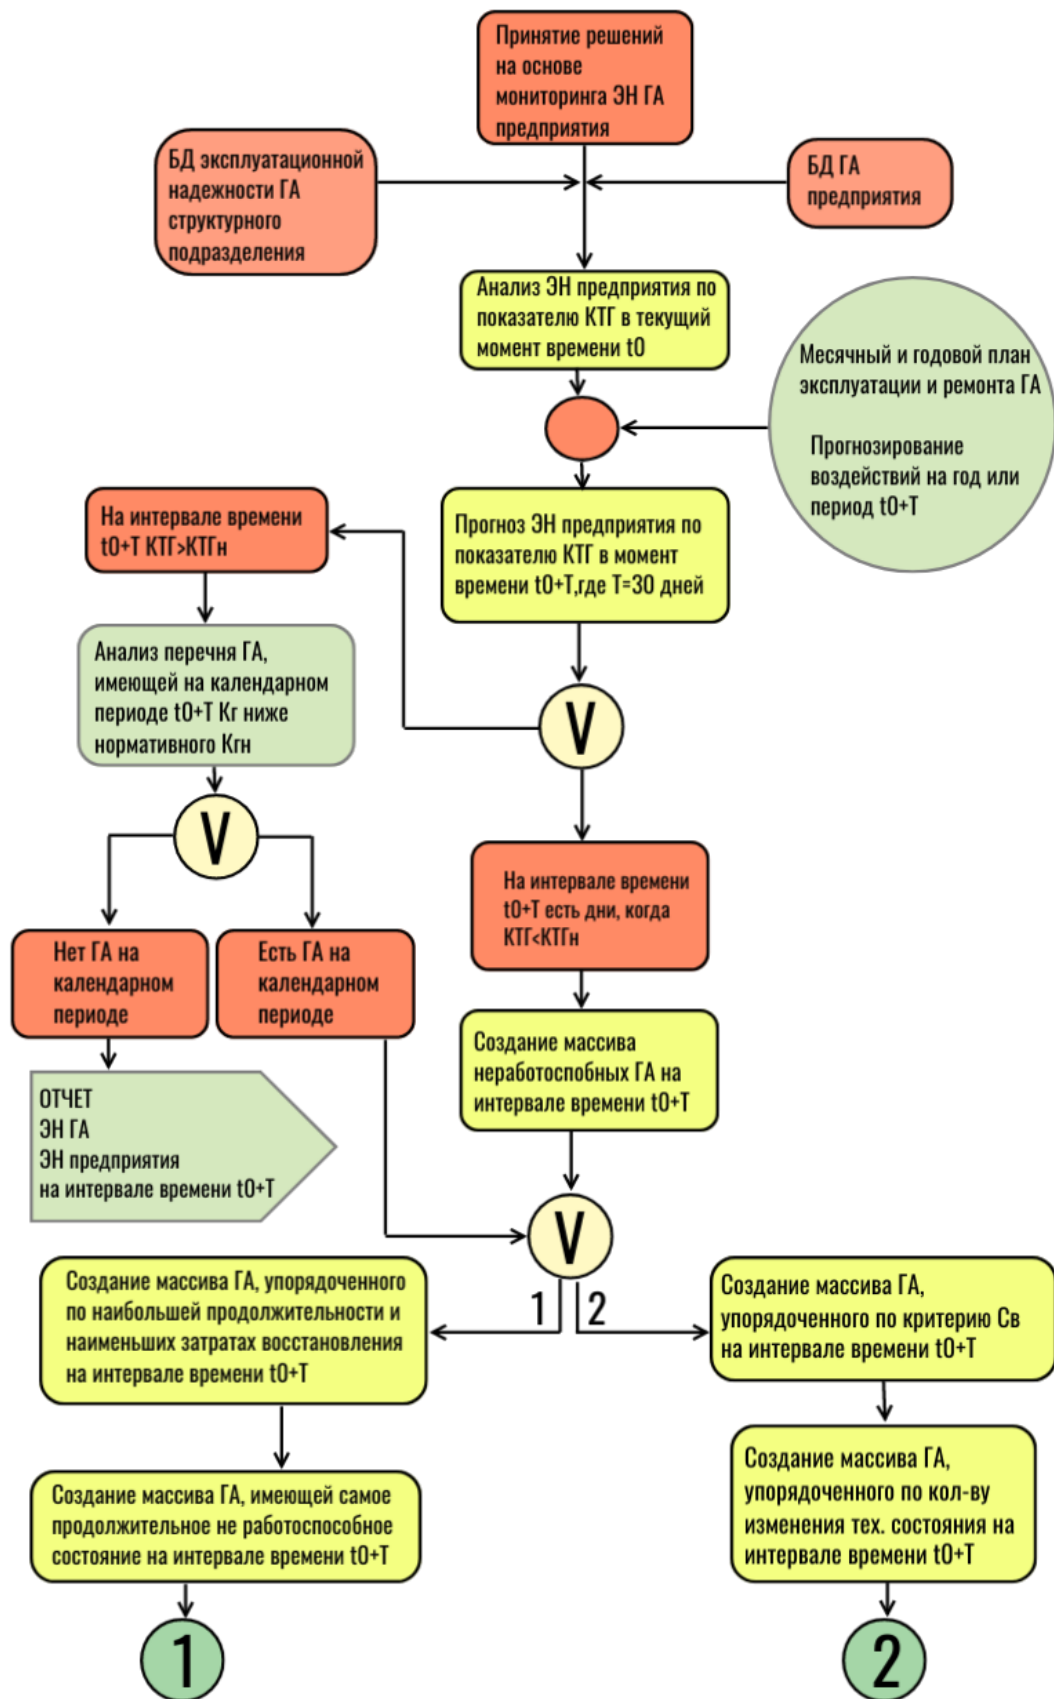 Принятие решений
на основе
мониторинга ЭН ГА
предприятия
БД эксплуатационной
надежности ГА
структурного
подразделения
БД ГА
предприятия
Анализ ЭН предприятия по
показателю КТГ в текущий
момент времени t0
Месячный и годовой план
эксплуатации и ремонта ГА
Прогнозирование
воздействий на год или
период t0+T
Прогноз ЭН предприятия по
показателю КТГ в момент
времени t0+T,где T=30 дней
На интервале времени
t0+T КТГ>КТГн
Анализ перечня ГА,
имеющей на календарном
периоде t0+T Кг ниже
нормативного Кгн
V
V
На интервале времени
t0+T есть дни, когда
КТГ<КТГн
Нет ГА на
календарном
периоде
Есть ГА на
календарном
периоде
Создание массива
неработоспобных ГА на
интервале времени t0+T
ОТЧЕТ
ЭН ГА
ЭН предприятия
на интервале времени t0+T
V
1
2
Создание массива ГА, упорядоченного
по наибольшей продолжительности и
наименьших затратах восстановления
на интервале времени t0+T
Создание массива ГА,
упорядоченного по критерию Св
на интервале времени t0+T
Создание массива ГА, имеющей самое
продолжительное не работоспособное
состояние на интервале времени t0+T
Создание массива ГА,
упорядоченного по кол-ву
изменения тех. состояния на
интервале времени t0+T
1
2